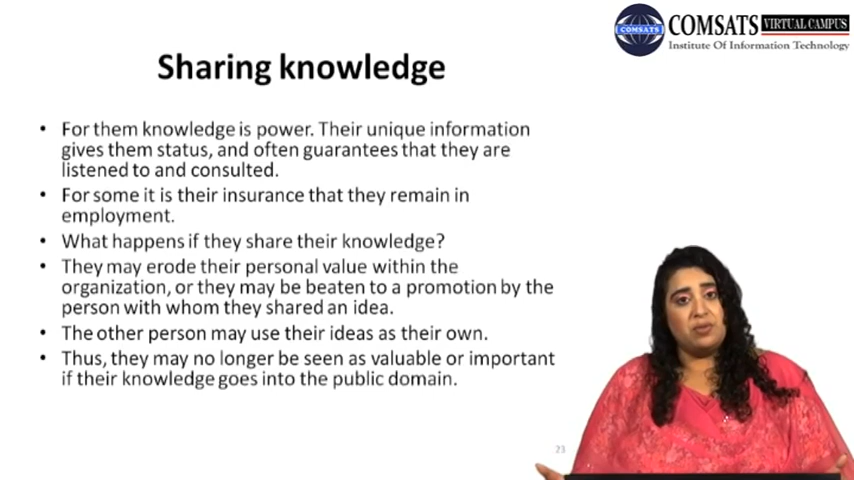 COMSATS
COMSATS VIRTUAL CAMPUS
Institute Of Information Technology
Sharing knowledge
• For them knowledge is power. Their unique information
gives them status, and often guarantees that they are
listened to and consulted.
• For some it is their insurance that they remain in
employment.
• What happens if they share their knowledge?
• They may erode their personal value within the
organization, or they may be beaten to a promotion by the
person with whom they shared an idea.
• The other person may use their ideas as their own.
• Thus, they may no longer be seen as valuable or important
if their knowledge goes into the public domain.
23